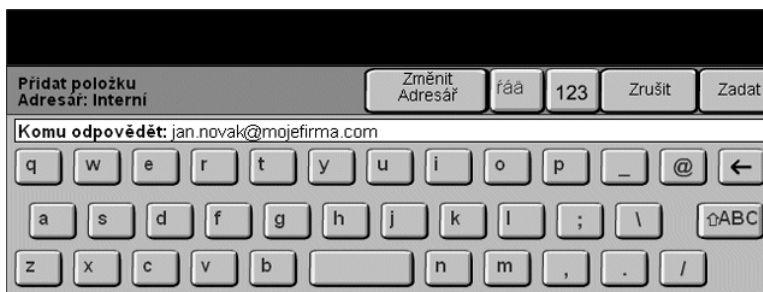 Změnit
Adresář
ŕáä
123
Zrušit
Zadat
Přidat položku
Adresář: Interní
Komu odpovědět: jan.novak@mojefirma.com
q w e r t y u i o p _ @ ←
a s d f g h j k l ; \ ⇧ABC
z x c v b n m , . /